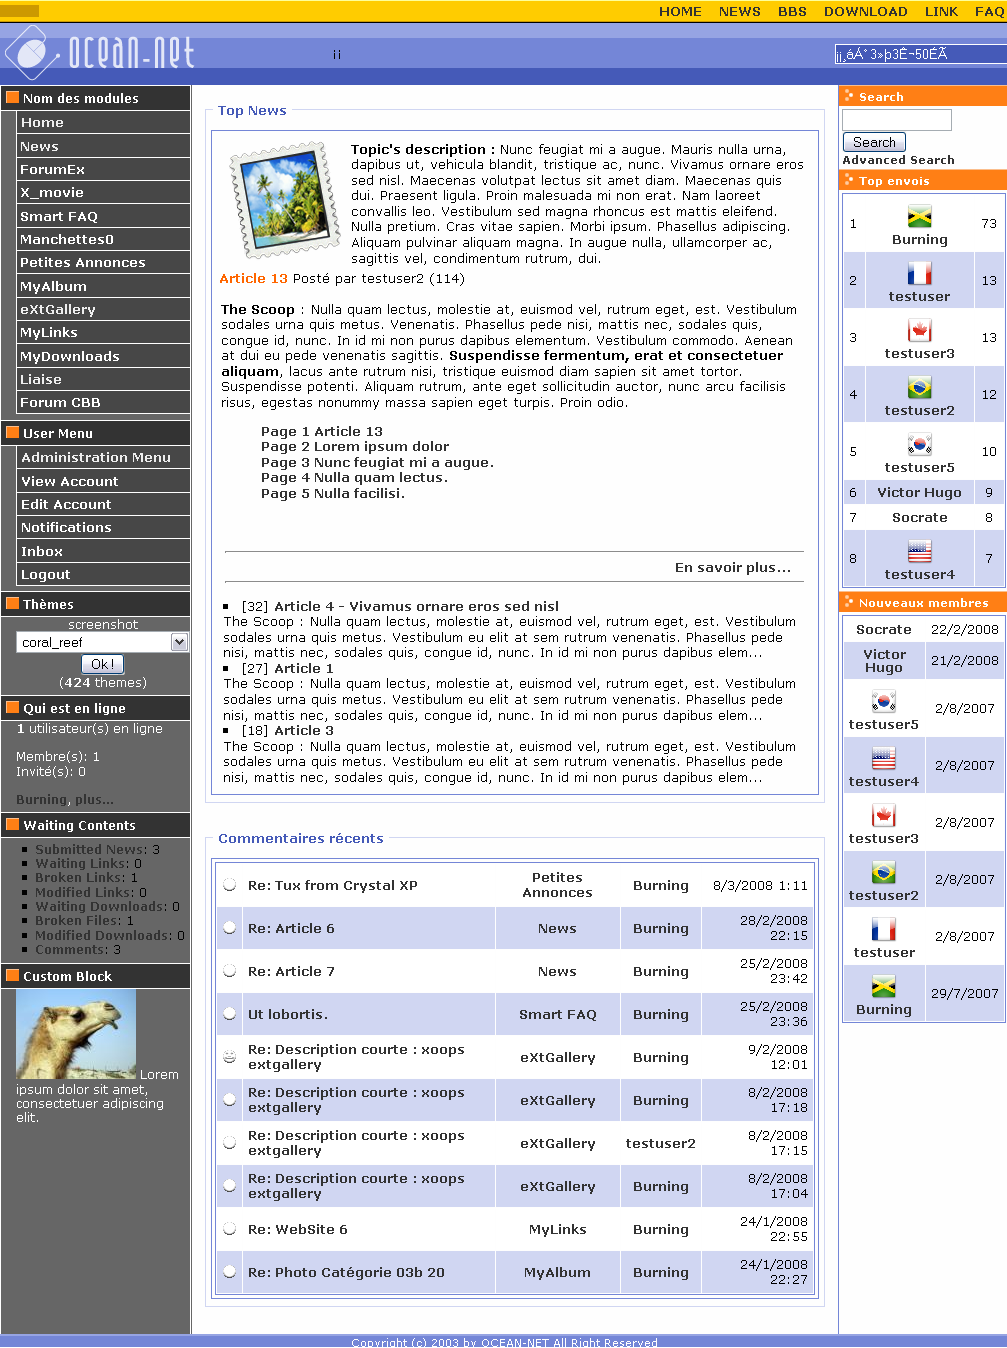 HOME NEWS BBS DOWNLOAD LINK FAQ
ocean-net
¡¡
¡¡¸áÁ°3»þ3Ê¬50ÉÃ
Nom des modules
Home
News
ForumEx
X_movie
Smart FAQ
Manchettes0
Petites Annonces
MyAlbum
eXtGallery
MyLinks
MyDownloads
Liaise
Forum CBB
User Menu
Administration Menu
View Account
Edit Account
Notifications
Inbox
Logout
Thèmes
screenshot
coral_reef
Ok!
(424 themes)
Qui est en ligne
1 utilisateur(s) en ligne
Membre(s): 1
Invité(s): 0
Burning, plus...
Waiting Contents
Submitted News: 3
Waiting Links: 0
Broken Links: 1
Modified Links: 0
Waiting Downloads: 0
Broken Files: 1
Modified Downloads: 0
Comments: 3
Custom Block
Lorem
ipsum dolor sit amet,
consectetuer adipiscing
elit.
Top News
Topic's description : Nunc feugiat mi a augue. Mauris nulla urna,
dapibus ut, vehicula blandit, tristique ac, nunc. Vivamus ornare eros
sed nisl. Maecenas volutpat lectus sit amet diam. Maecenas quis
dui. Praesent ligula. Proin malesuada mi non erat. Nam laoreet
convallis leo. Vestibulum sed magna rhoncus est mattis eleifend.
Nulla pretium. Cras vitae sapien. Morbi ipsum. Phasellus adipiscing.
Aliquam pulvinar aliquam magna. In augue nulla, ullamcorper ac,
sagittis vel, condimentum rutrum, dui.
Article 13 Posté par testuser2 (114)
The Scoop : Nulla quam lectus, molestie at, euismod vel, rutrum eget, est. Vestibulum
sodales urna quis metus. Venenatis. Phasellus pede nisi, mattis nec, sodales quis,
congue id, nunc. In id mi non purus dapibus elementum. Vestibulum commodo. Aenean
at dui eu pede venenatis sagittis. Suspendisse fermentum, erat et consectetuer
aliquam, lacus ante rutrum nisi, tristique euismod diam sapien sit amet tortor.
Suspendisse potenti. Aliquam rutrum, ante eget sollicitudin auctor, nunc arcu facilisis
risus, egestas nonummy massa sapien eget turpis. Proin odio.
Page 1 Article 13
Page 2 Lorem ipsum dolor
Page 3 Nunc feugiat mi a augue.
Page 4 Nulla quam lectus.
Page 5 Nulla facilisi.
En savoir plus...
[32] Article 4 - Vivamus ornare eros sed nisl
The Scoop : Nulla quam lectus, molestie at, euismod vel, rutrum eget, est. Vestibulum
sodales urna quis metus. Vestibulum eu elit at sem rutrum venenatis. Phasellus pede
nisi, mattis nec, sodales quis, congue id, nunc. In id mi non purus dapibus elem...
[27] Article 1
The Scoop : Nulla quam lectus, molestie at, euismod vel, rutrum eget, est. Vestibulum
sodales urna quis metus. Vestibulum eu elit at sem rutrum venenatis. Phasellus pede
nisi, mattis nec, sodales quis, congue id, nunc. In id mi non purus dapibus elem...
[18] Article 3
The Scoop : Nulla quam lectus, molestie at, euismod vel, rutrum eget, est. Vestibulum
sodales urna quis metus. Vestibulum eu elit at sem rutrum venenatis. Phasellus pede
nisi, mattis nec, sodales quis, congue id, nunc. In id mi non purus dapibus elem...
Commentaires récents
Re: Tux from Crystal XP Petites Annonces Burning 8/3/2008 1:11
Re: Article 6 News Burning 28/2/2008 22:15
Re: Article 7 News Burning 25/2/2008 23:42
Ut lobortis. Smart FAQ Burning 25/2/2008 23:36
Re: Description courte : xoops extgallery eXtGallery Burning 9/2/2008 12:01
Re: Description courte : xoops extgallery eXtGallery Burning 8/2/2008 17:18
Re: Description courte : xoops extgallery eXtGallery testuser2 8/2/2008 17:15
Re: Description courte : xoops extgallery eXtGallery Burning 8/2/2008 17:04
Re: WebSite 6 MyLinks Burning 24/1/2008 22:55
Re: Photo Catégorie 03b 20 MyAlbum Burning 24/1/2008 22:27
Search
Search
Advanced Search
Top envois
1 Burning 73
2 testuser 13
3 testuser3 13
4 testuser2 12
5 testuser5 10
6 Victor Hugo 9
7 Socrate 8
8 testuser4 7
Nouveaux membres
Socrate 22/2/2008
Victor Hugo 21/2/2008
testuser5 2/8/2007
testuser4 2/8/2007
testuser3 2/8/2007
testuser2 2/8/2007
testuser 2/8/2007
Burning 29/7/2007
Copyright (c) 2003 by OCEAN-NET All Right Reserved